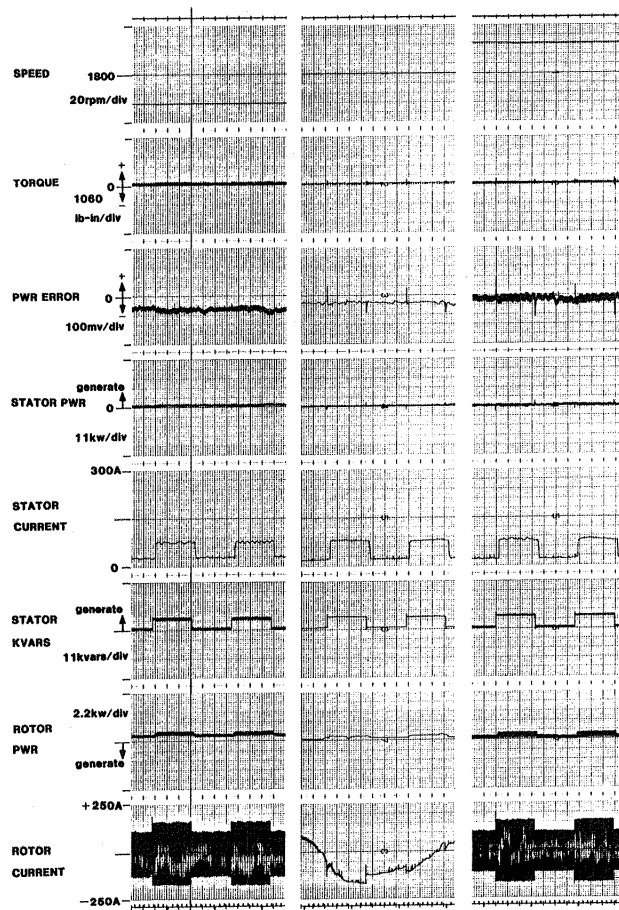 SPEED 1800
20rpm/div
+
TORQUE 0
1060
lb-in/div
+
PWR ERROR 0
100mv/div
generate
STATOR PWR 0
11kw/div
300A
STATOR
CURRENT
0
generate
STATOR
KVARS
11kvars/div
2.2kw/div
ROTOR
PWR
generate
+250A
ROTOR
CURRENT
-250A